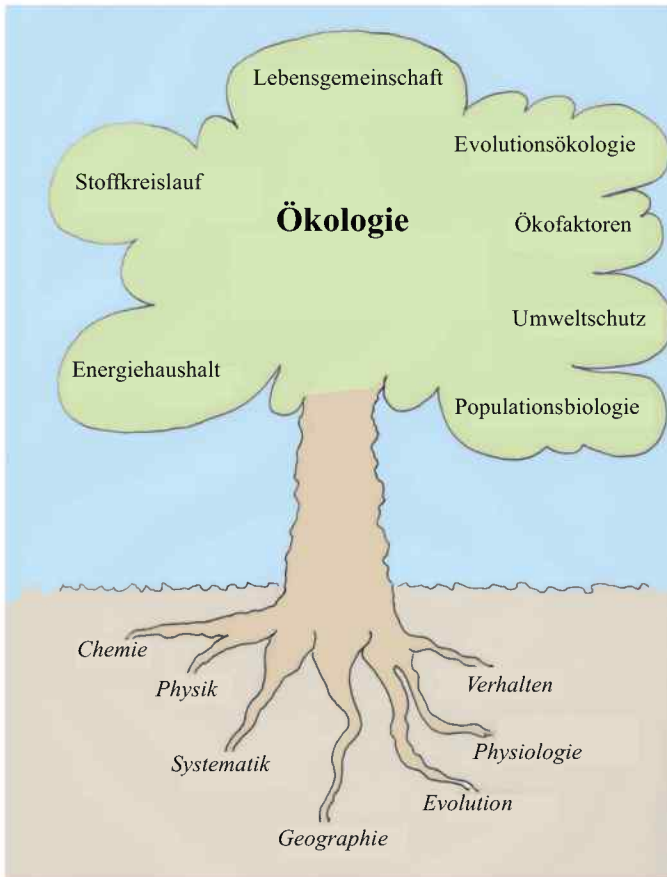 Lebensgemeinschaft
Evolutionsökologie
Stoffkreislauf
Ökologie
Ökofaktoren
Umweltschutz
Energiehaushalt
Populationsbiologie
Chemie
Verhalten
Physik
Physiologie
Systematik
Evolution
Geographie